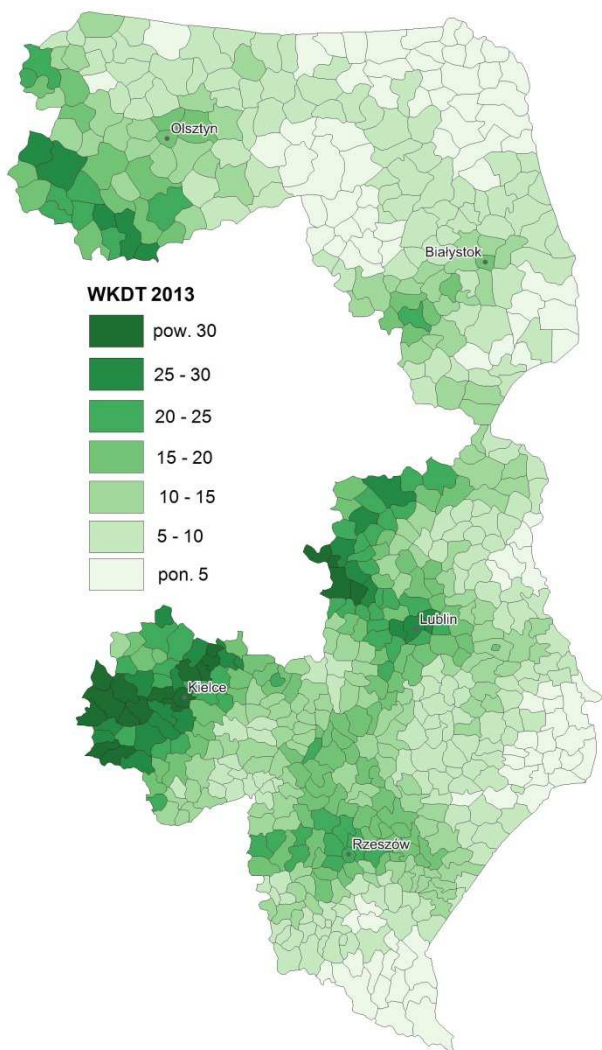 Olsztyn
Białystok
WKDT 2013
pow. 30
25 - 30
20 - 25
15 - 20
10 - 15
5 - 10
pon. 5
Lublin
Kielce
Rzeszów